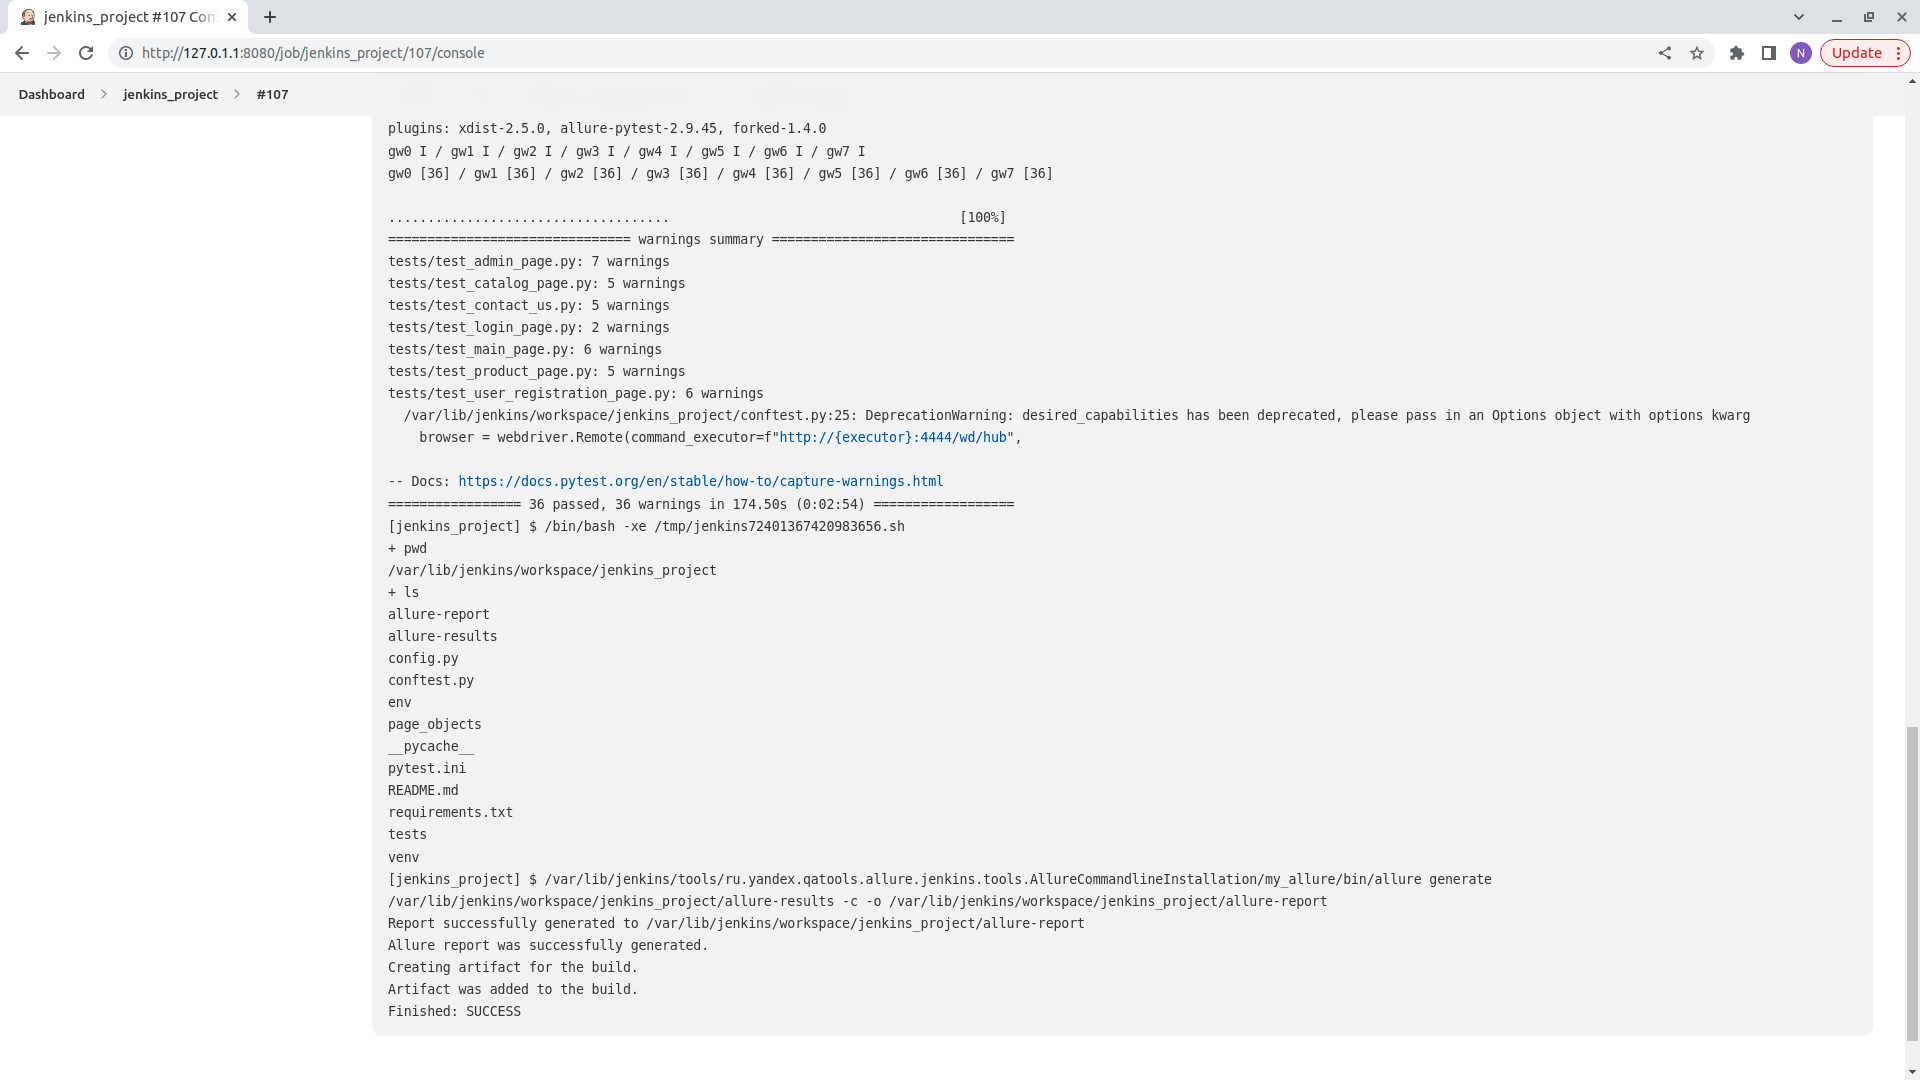 jenkins_project #107 Con
http://127.0.1.1:8080/job/jenkins_project/107/console
N
Update
Dashboard
jenkins_project
#107
plugins: xdist-2.5.0, allure-pytest-2.9.45, forked-1.4.0
gw0 I / gw1 I / gw2 I / gw3 I / gw4 I / gw5 I / gw6 I / gw7 I
gw0 [36] / gw1 [36] / gw2 [36] / gw3 [36] / gw4 [36] / gw5 [36] / gw6 [36] / gw7 [36]
.................................... [100%]
=============================== warnings summary ===============================
tests/test_admin_page.py: 7 warnings
tests/test_catalog_page.py: 5 warnings
tests/test_contact_us.py: 5 warnings
tests/test_login_page.py: 2 warnings
tests/test_main_page.py: 6 warnings
tests/test_product_page.py: 5 warnings
tests/test_user_registration_page.py: 6 warnings
/var/lib/jenkins/workspace/jenkins_project/conftest.py:25: DeprecationWarning: desired_capabilities has been deprecated, please pass in an Options object with options kwarg
browser = webdriver.Remote(command_executor=f"http://{executor}:4444/wd/hub",
-- Docs: https://docs.pytest.org/en/stable/how-to/capture-warnings.html
================= 36 passed, 36 warnings in 174.50s (0:02:54) ==================
[jenkins_project] $ /bin/bash -xe /tmp/jenkins72401367420983656.sh
+ pwd
/var/lib/jenkins/workspace/jenkins_project
+ ls
allure-report
allure-results
config.py
conftest.py
env
page_objects
__pycache__
pytest.ini
README.md
requirements.txt
tests
venv
[jenkins_project] $ /var/lib/jenkins/tools/ru.yandex.qatools.allure.jenkins.tools.AllureCommandlineInstallation/my_allure/bin/allure generate
/var/lib/jenkins/workspace/jenkins_project/allure-results -c -o /var/lib/jenkins/workspace/jenkins_project/allure-report
Report successfully generated to /var/lib/jenkins/workspace/jenkins_project/allure-report
Allure report was successfully generated.
Creating artifact for the build.
Artifact was added to the build.
Finished: SUCCESS